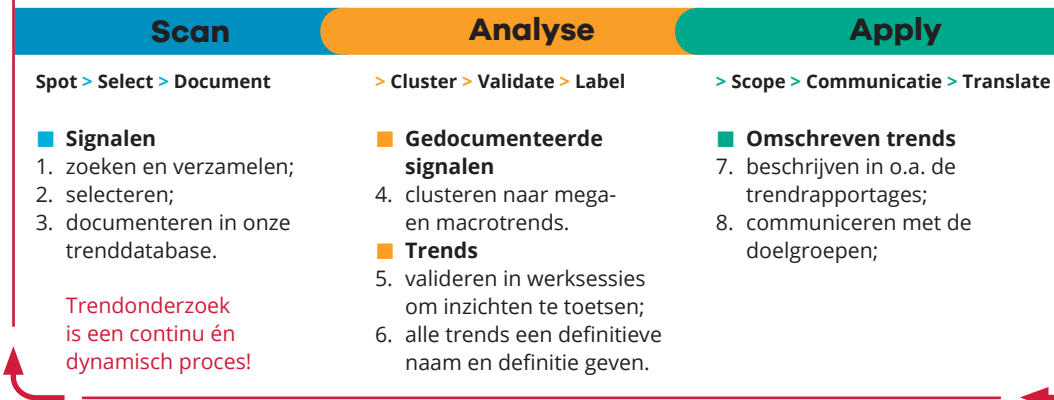 Scan
Analyse
Apply
Spot > Select > Document
> Cluster > Validate > Label
> Scope > Communicatie > Translate
Signalen
1. zoeken en verzamelen;
2. selecteren;
3. documenteren in onze
trenddatabase.
Trendonderzoek
is een continu én
dynamisch proces!
Gedocumenteerde
signalen
4. clusteren naar mega-
en macrotrends.
Trends
5. valideren in werksessies
om inzichten te toetsen;
6. alle trends een definitieve
naam en definitie geven.
Omschreven trends
7. beschrijven in o.a. de
trendrapportages;
8. communiceren met de
doelgroepen;